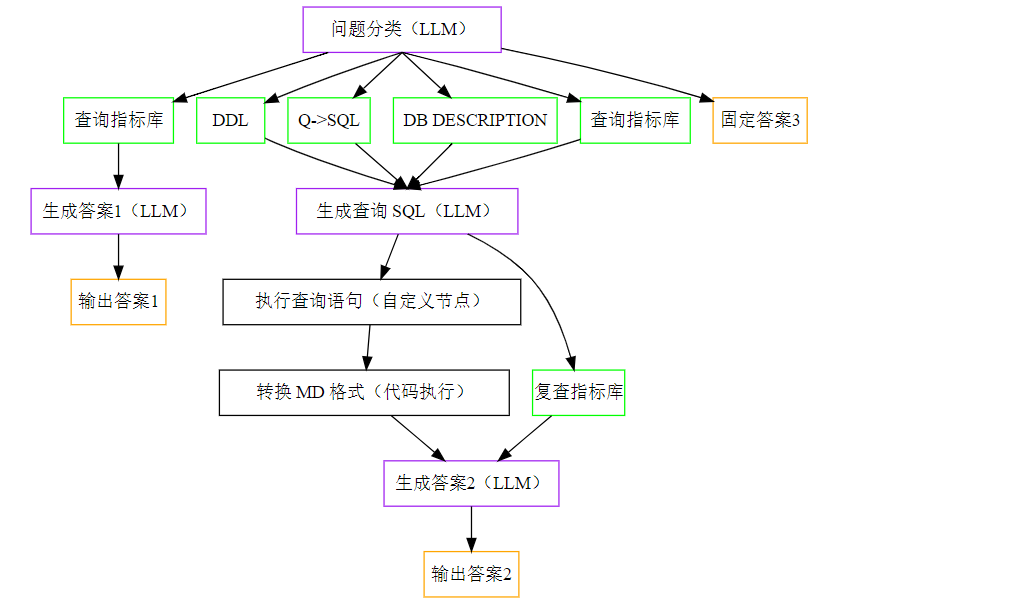 问题分类（LLM）
查询指标库
DDL
Q->SQL
DB DESCRIPTION
查询指标库
固定答案3
生成答案1（LLM）
生成查询 SQL（LLM）
输出答案1
执行查询语句（自定义节点）
转换 MD 格式（代码执行）
复查指标库
生成答案2（LLM）
输出答案2